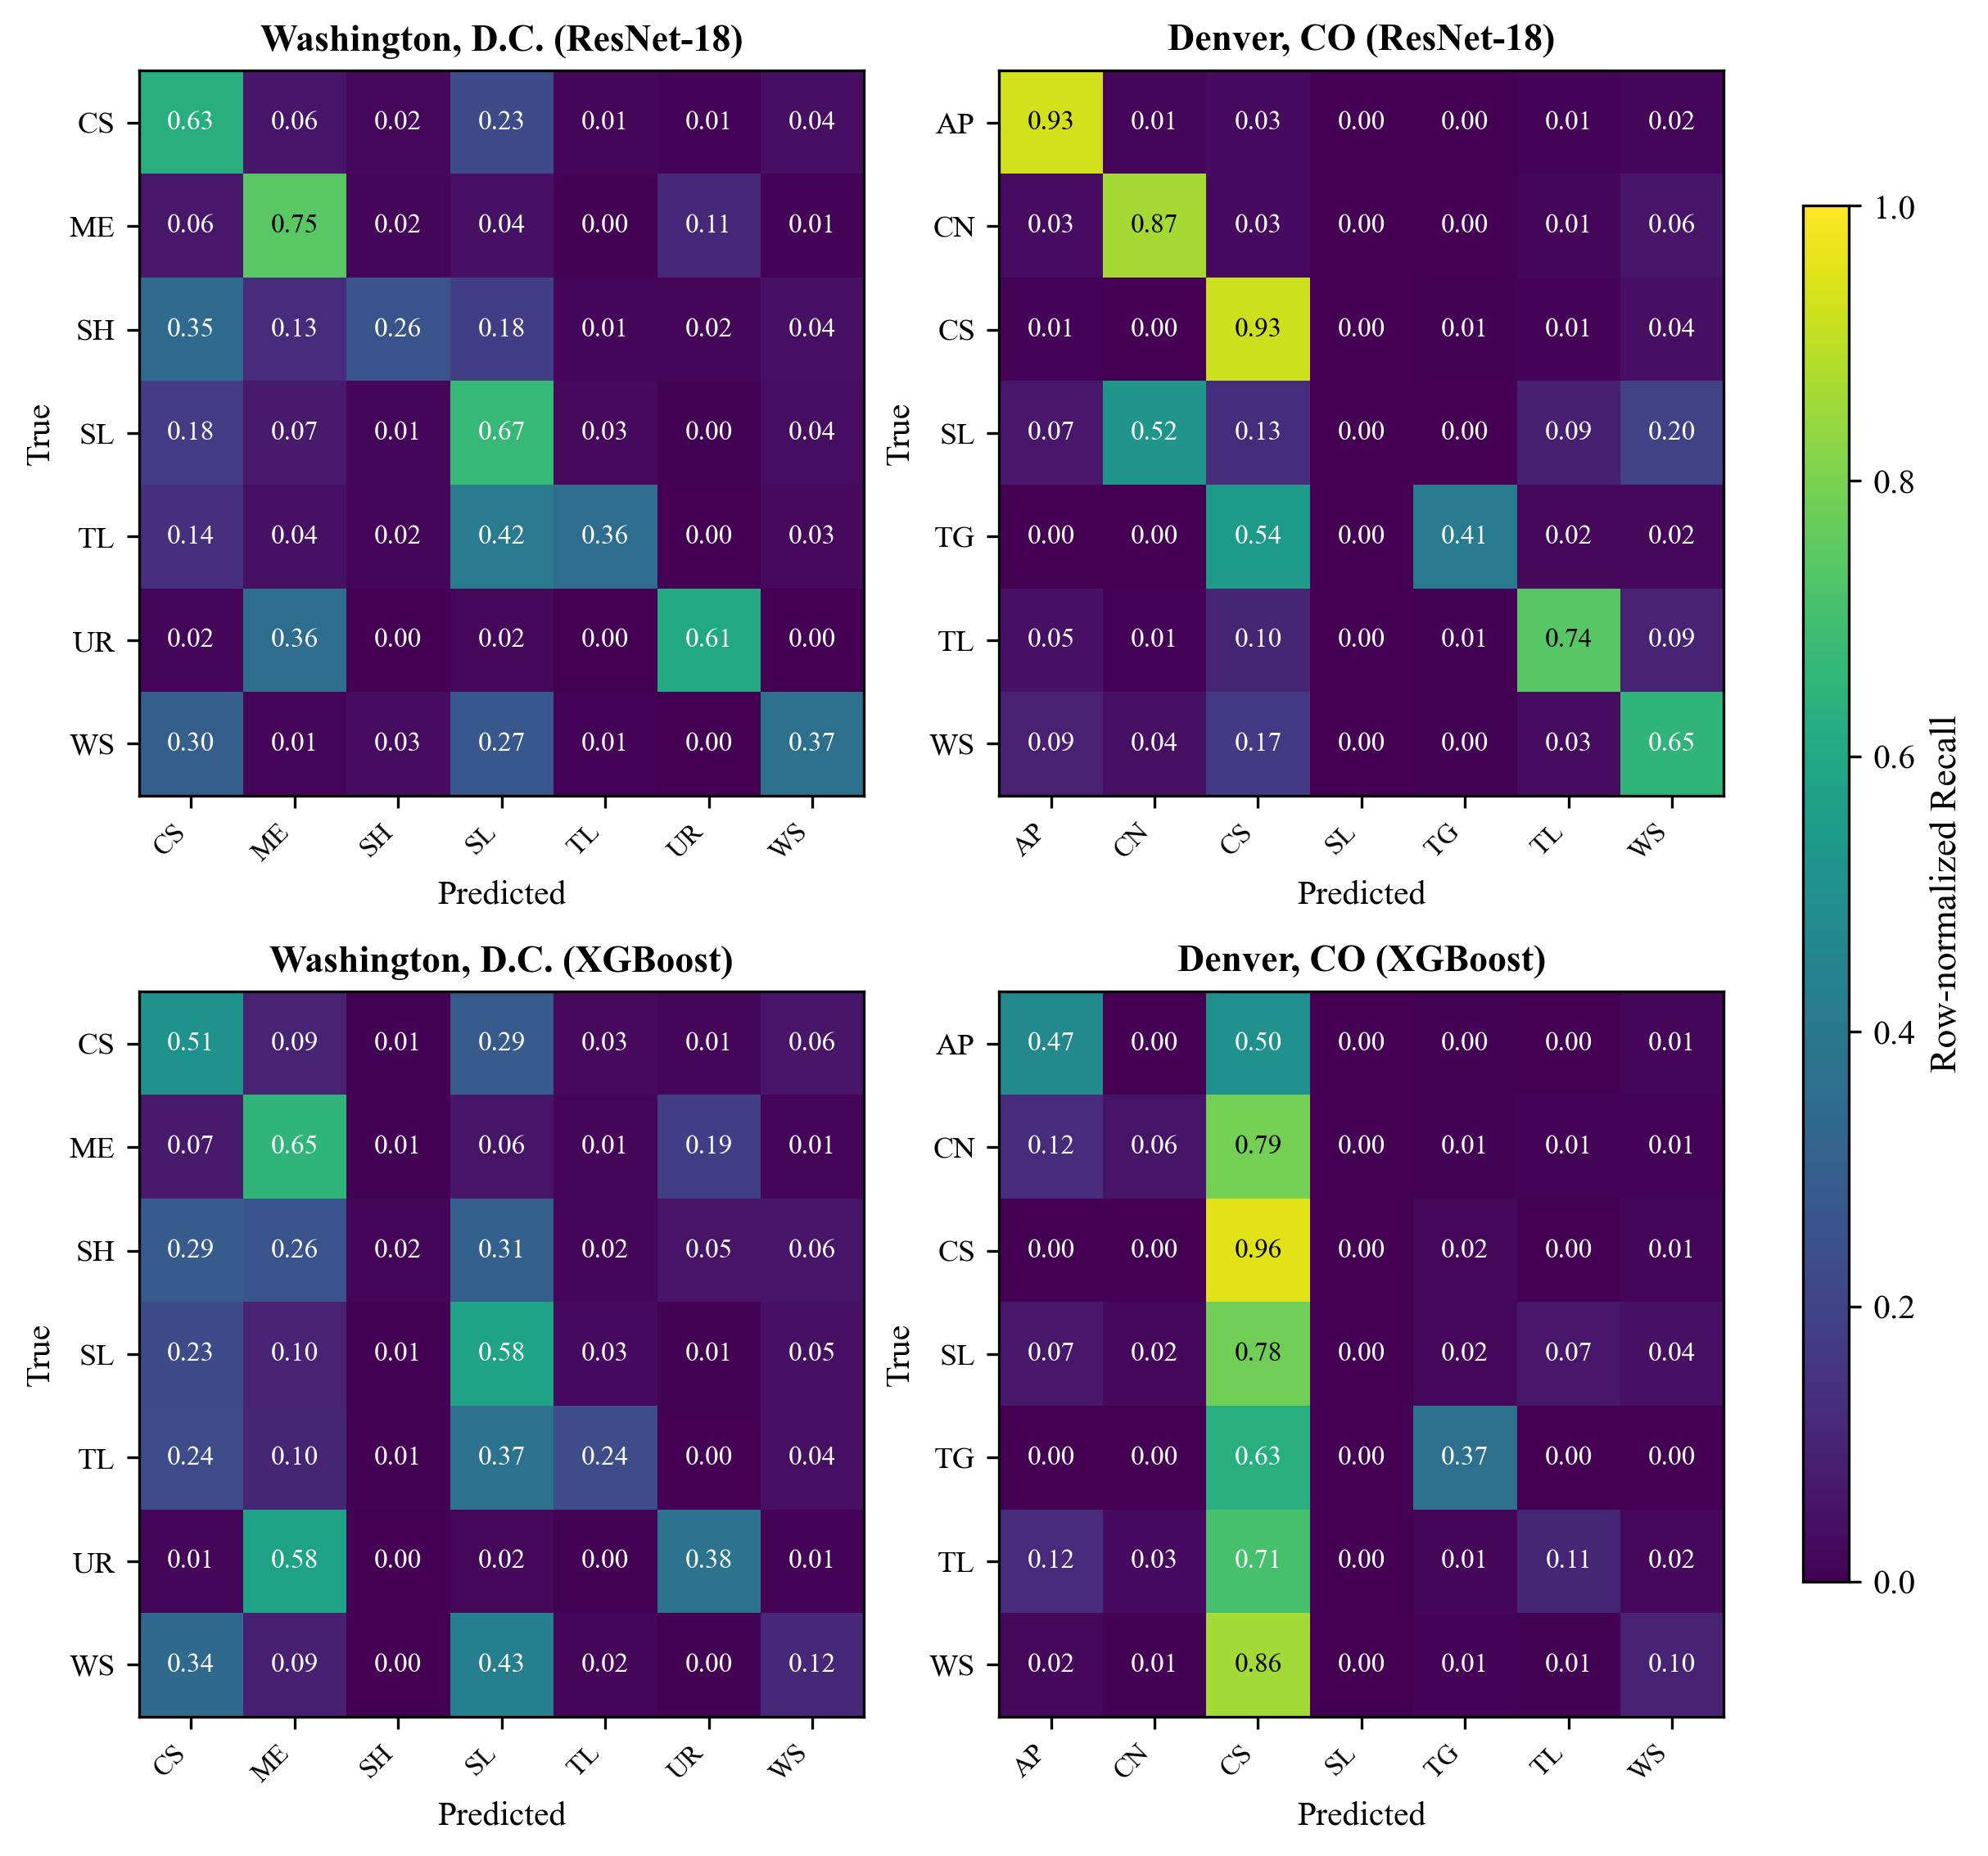 Washington, D.C. (ResNet-18)
CS 0.63 0.06 0.02 0.23 0.01 0.01 0.04
ME 0.06 0.75 0.02 0.04 0.00 0.11 0.01
SH 0.35 0.13 0.26 0.18 0.01 0.02 0.04
SL 0.18 0.07 0.01 0.67 0.03 0.00 0.04
TL 0.14 0.04 0.02 0.42 0.36 0.00 0.03
UR 0.02 0.36 0.00 0.02 0.00 0.61 0.00
WS 0.30 0.01 0.03 0.27 0.01 0.00 0.37
True
CS ME SH SL TL UR WS
Predicted
Denver, CO (ResNet-18)
AP 0.93 0.01 0.03 0.00 0.00 0.01 0.02
CN 0.03 0.87 0.03 0.00 0.00 0.01 0.06
CS 0.01 0.00 0.93 0.00 0.01 0.01 0.04
SL 0.07 0.52 0.13 0.00 0.00 0.09 0.20
TG 0.00 0.00 0.54 0.00 0.41 0.02 0.02
TL 0.05 0.01 0.10 0.00 0.01 0.74 0.09
WS 0.09 0.04 0.17 0.00 0.00 0.03 0.65
True
AP CN CS SL TG TL WS
Predicted
Washington, D.C. (XGBoost)
CS 0.51 0.09 0.01 0.29 0.03 0.01 0.06
ME 0.07 0.65 0.01 0.06 0.01 0.19 0.01
SH 0.29 0.26 0.02 0.31 0.02 0.05 0.06
SL 0.23 0.10 0.01 0.58 0.03 0.01 0.05
TL 0.24 0.10 0.01 0.37 0.24 0.00 0.04
UR 0.01 0.58 0.00 0.02 0.00 0.38 0.01
WS 0.34 0.09 0.00 0.43 0.02 0.00 0.12
True
CS ME SH SL TL UR WS
Predicted
Denver, CO (XGBoost)
AP 0.47 0.00 0.50 0.00 0.00 0.00 0.01
CN 0.12 0.06 0.79 0.00 0.01 0.01 0.01
CS 0.00 0.00 0.96 0.00 0.02 0.00 0.01
SL 0.07 0.02 0.78 0.00 0.02 0.07 0.04
TG 0.00 0.00 0.63 0.00 0.37 0.00 0.00
TL 0.12 0.03 0.71 0.00 0.01 0.11 0.02
WS 0.02 0.01 0.86 0.00 0.01 0.01 0.10
True
AP CN CS SL TG TL WS
Predicted
1.0
0.8
0.6
0.4
0.2
0.0
Row-normalized Recall